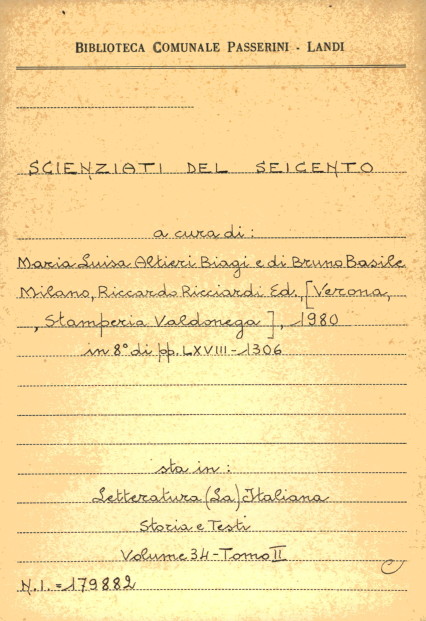 BIBLIOTECA COMUNALE PASSERINI - LANDI
SCIENZIATI DEL SEICENTO
a cura di :
Maria Luisa Altieri Biagi e di Bruno Basile
Milano, Riccardo Ricciardi Ed., [Verona,
, Stamperia Valdonega], 1980
in 8° di pp. LXVIII-1306
sta in :
Letteratura (La) Italiana
Storia e Testi
Volume 34 - Tomo II
N.I. = 179882